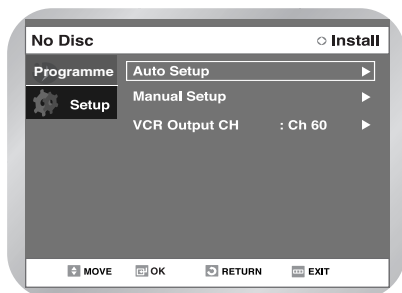 No Disc
Install
Programme
Setup
Auto Setup
Manual Setup
VCR Output CH : Ch 60
MOVE OK RETURN EXIT